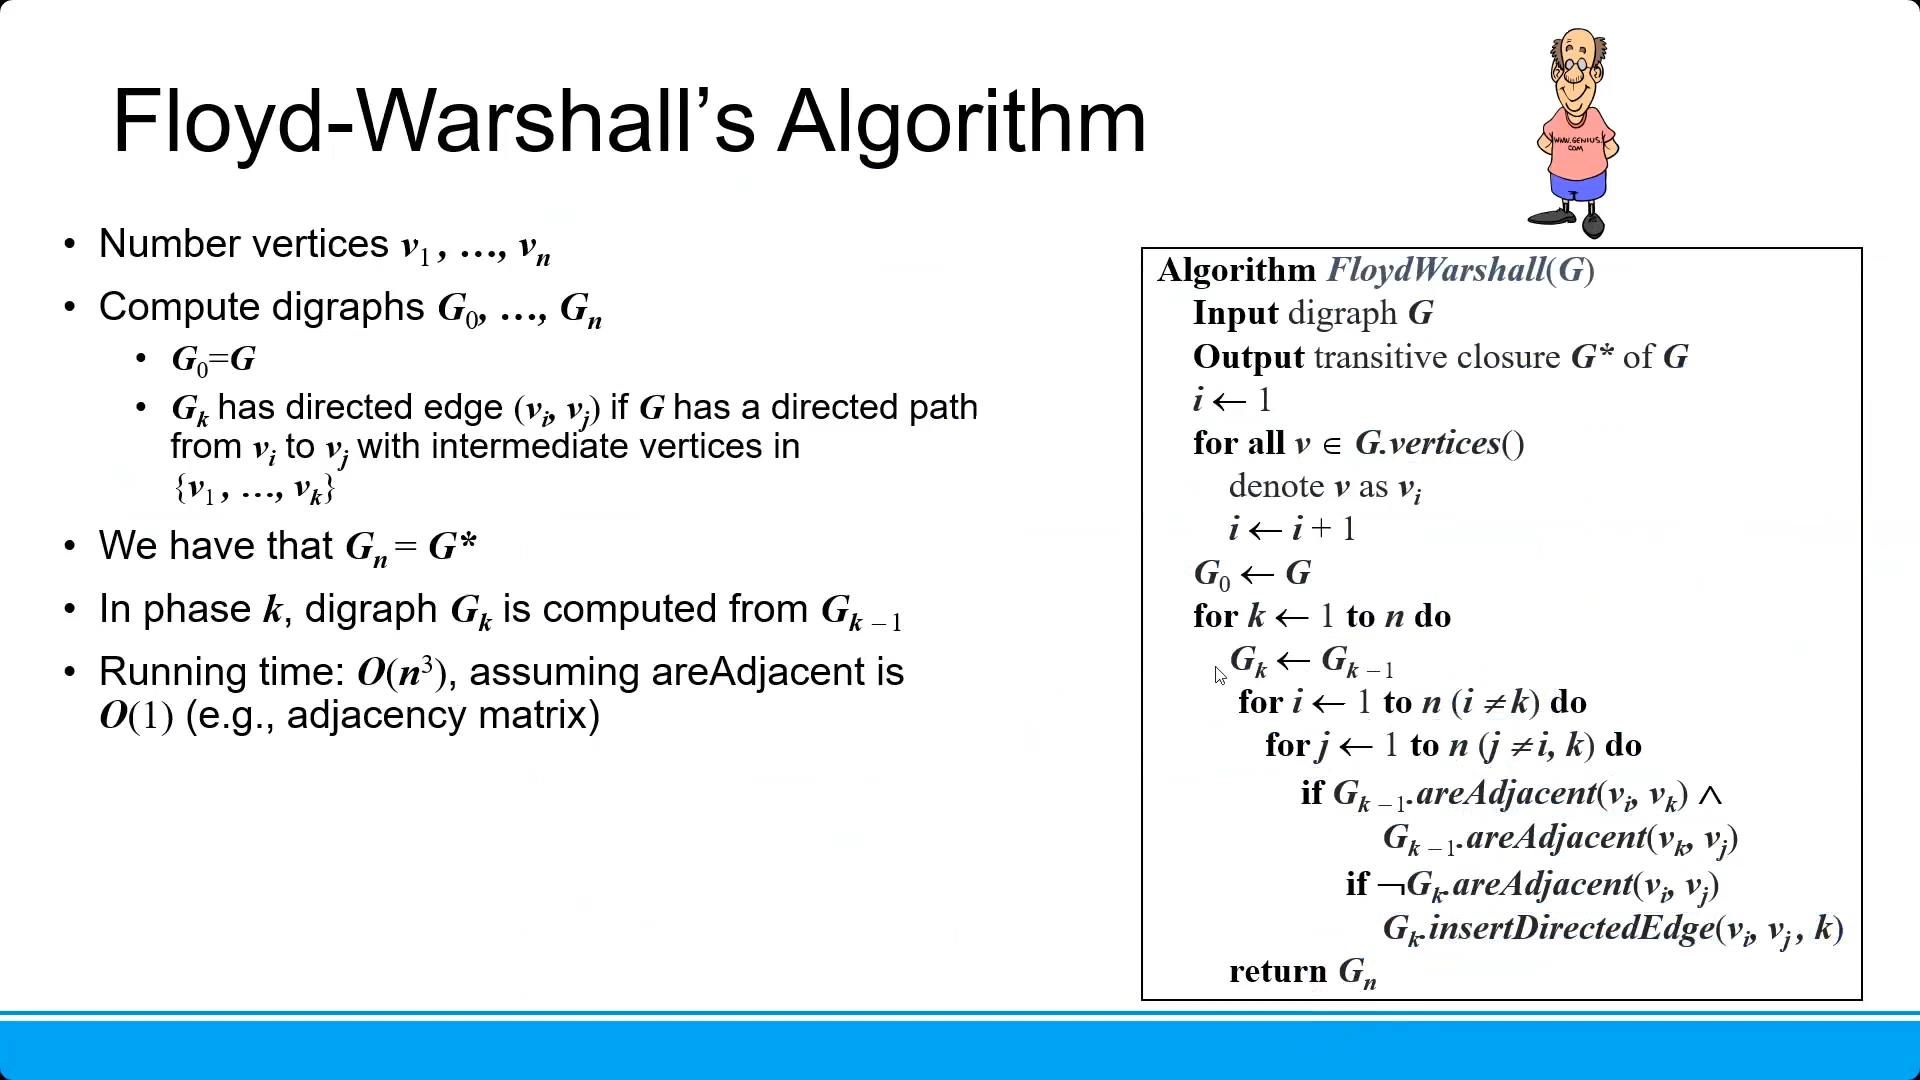 Floyd-Warshall’s Algorithm
WWW.GENIUS.
COM
• Number vertices v1 , …, vn
• Compute digraphs G0, …, Gn
• G0=G
• Gk has directed edge (vi, vj) if G has a directed path
from vi to vj with intermediate vertices in
{v1 , …, vk}
• We have that Gn = G*
• In phase k, digraph Gk is computed from Gk – 1
• Running time: O(n³), assuming areAdjacent is
O(1) (e.g., adjacency matrix)
Algorithm FloydWarshall(G)
Input digraph G
Output transitive closure G* of G
i ← 1
for all v ∈ G.vertices()
denote v as vi
i ← i + 1
G0 ← G
for k ← 1 to n do
Gk ← Gk – 1
for i ← 1 to n (i ≠ k) do
for j ← 1 to n (j ≠ i, k) do
if Gk – 1.areAdjacent(vi, vk) ∧
Gk – 1.areAdjacent(vk, vj)
if ¬Gk.areAdjacent(vi, vj)
Gk.insertDirectedEdge(vi, vj , k)
return Gn